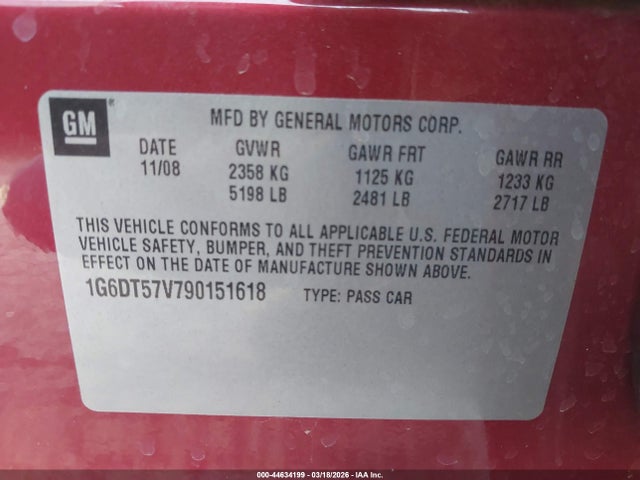 GM ®
MFD BY GENERAL MOTORS CORP.
DATE GVWR GAWR FRT GAWR RR
11/08 2358 KG 1125 KG 1233 KG
5198 LB 2481 LB 2717 LB
THIS VEHICLE CONFORMS TO ALL APPLICABLE U.S. FEDERAL MOTOR
VEHICLE SAFETY, BUMPER, AND THEFT PREVENTION STANDARDS IN
EFFECT ON THE DATE OF MANUFACTURE SHOWN ABOVE.
1G6DT57V790151618 TYPE: PASS CAR
000-44634199 — 03/18/2026 — IAA Inc.